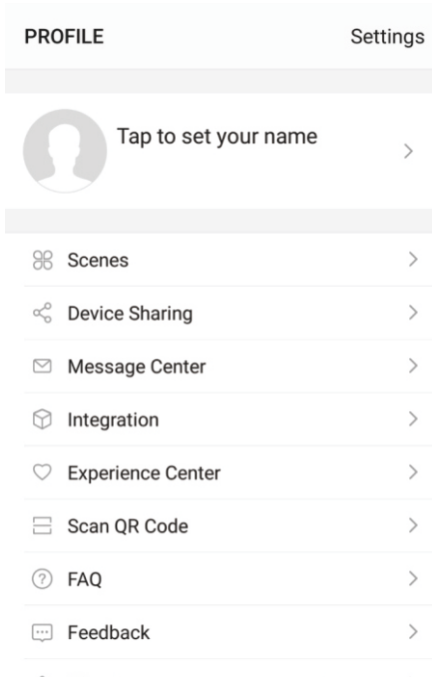 PROFILE
Settings
Tap to set your name
Scenes
Device Sharing
Message Center
Integration
Experience Center
Scan QR Code
FAQ
Feedback